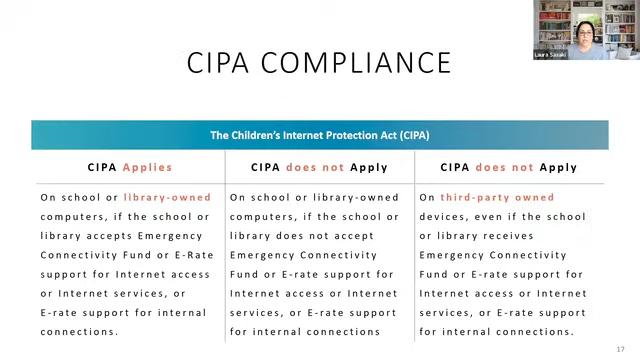 Laura Sasaki
CIPA COMPLIANCE
The Children's Internet Protection Act (CIPA)
CIPA Applies
On school or library-owned
computers, if the school or
library accepts Emergency
Connectivity Fund or E-Rate
support for Internet access
or Internet services, or
E-rate support for internal
connections.
CIPA does not Apply
On school or library-owned
computers, if the school or
library does not accept
Emergency Connectivity
Fund or E-rate support for
Internet access or Internet
services, or E-rate support
for internal connections
CIPA does not Apply
On third-party owned
devices, even if the school
or library receives
Emergency Connectivity
Fund or E-rate support for
Internet access or Internet
services, or E-rate support
for internal connections.
17